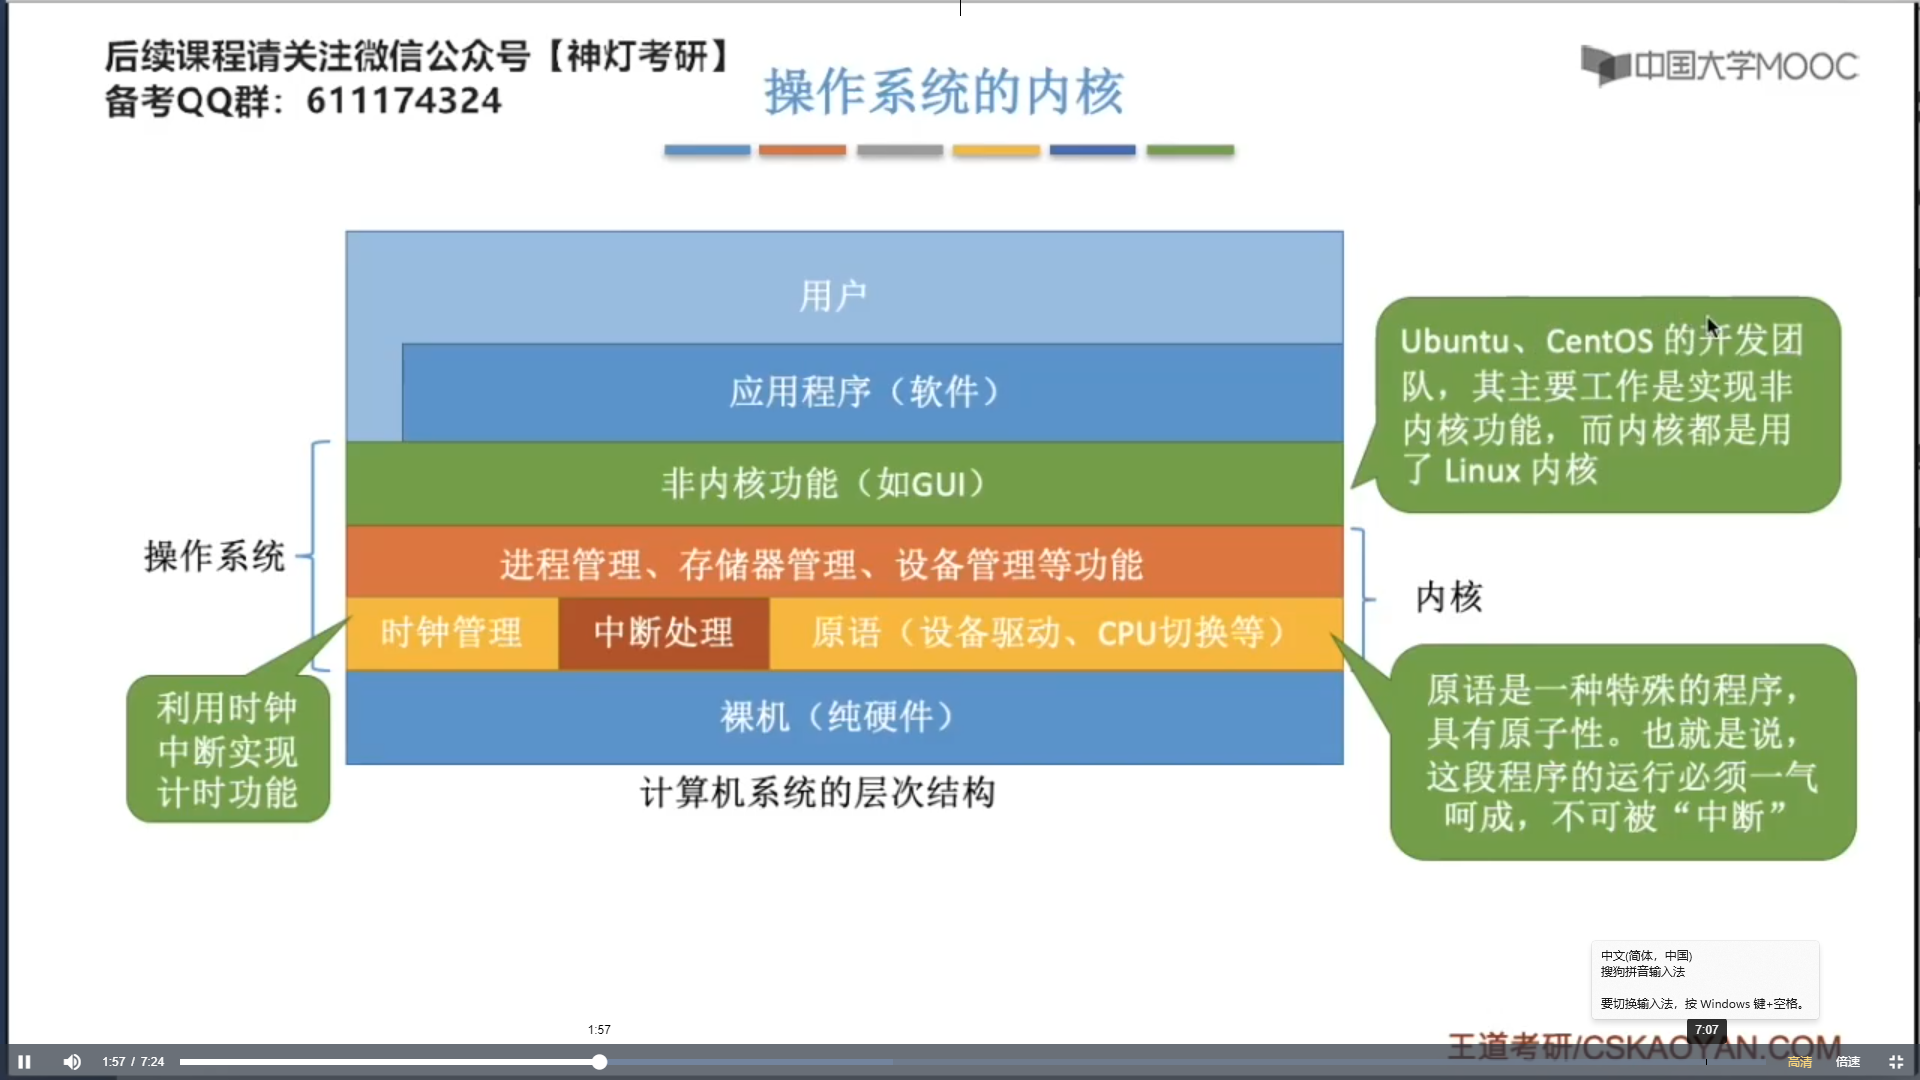 后续课程请关注微信公众号【神灯考研】
备考QQ群：611174324
操作系统的内核
中国大学MOOC
用户
应用程序（软件）
非内核功能（如GUI）
进程管理、存储器管理、设备管理等功能
时钟管理
中断处理
原语（设备驱动、CPU切换等）
裸机（纯硬件）
计算机系统的层次结构
操作系统
内核
利用时钟
中断实现
计时功能
Ubuntu、CentOS 的开发团
队，其主要工作是实现非
内核功能，而内核都是用
了 Linux 内核
原语是一种特殊的程序，
具有原子性。也就是说，
这段程序的运行必须一气
呵成，不可被“中断”
中文(简体，中国)
搜狗拼音输入法
要切换输入法，按 Windows 键+空格。
1:57
7:07
王道考研/CSKAOYAN.COM
1:57 / 7:24
高清
倍速